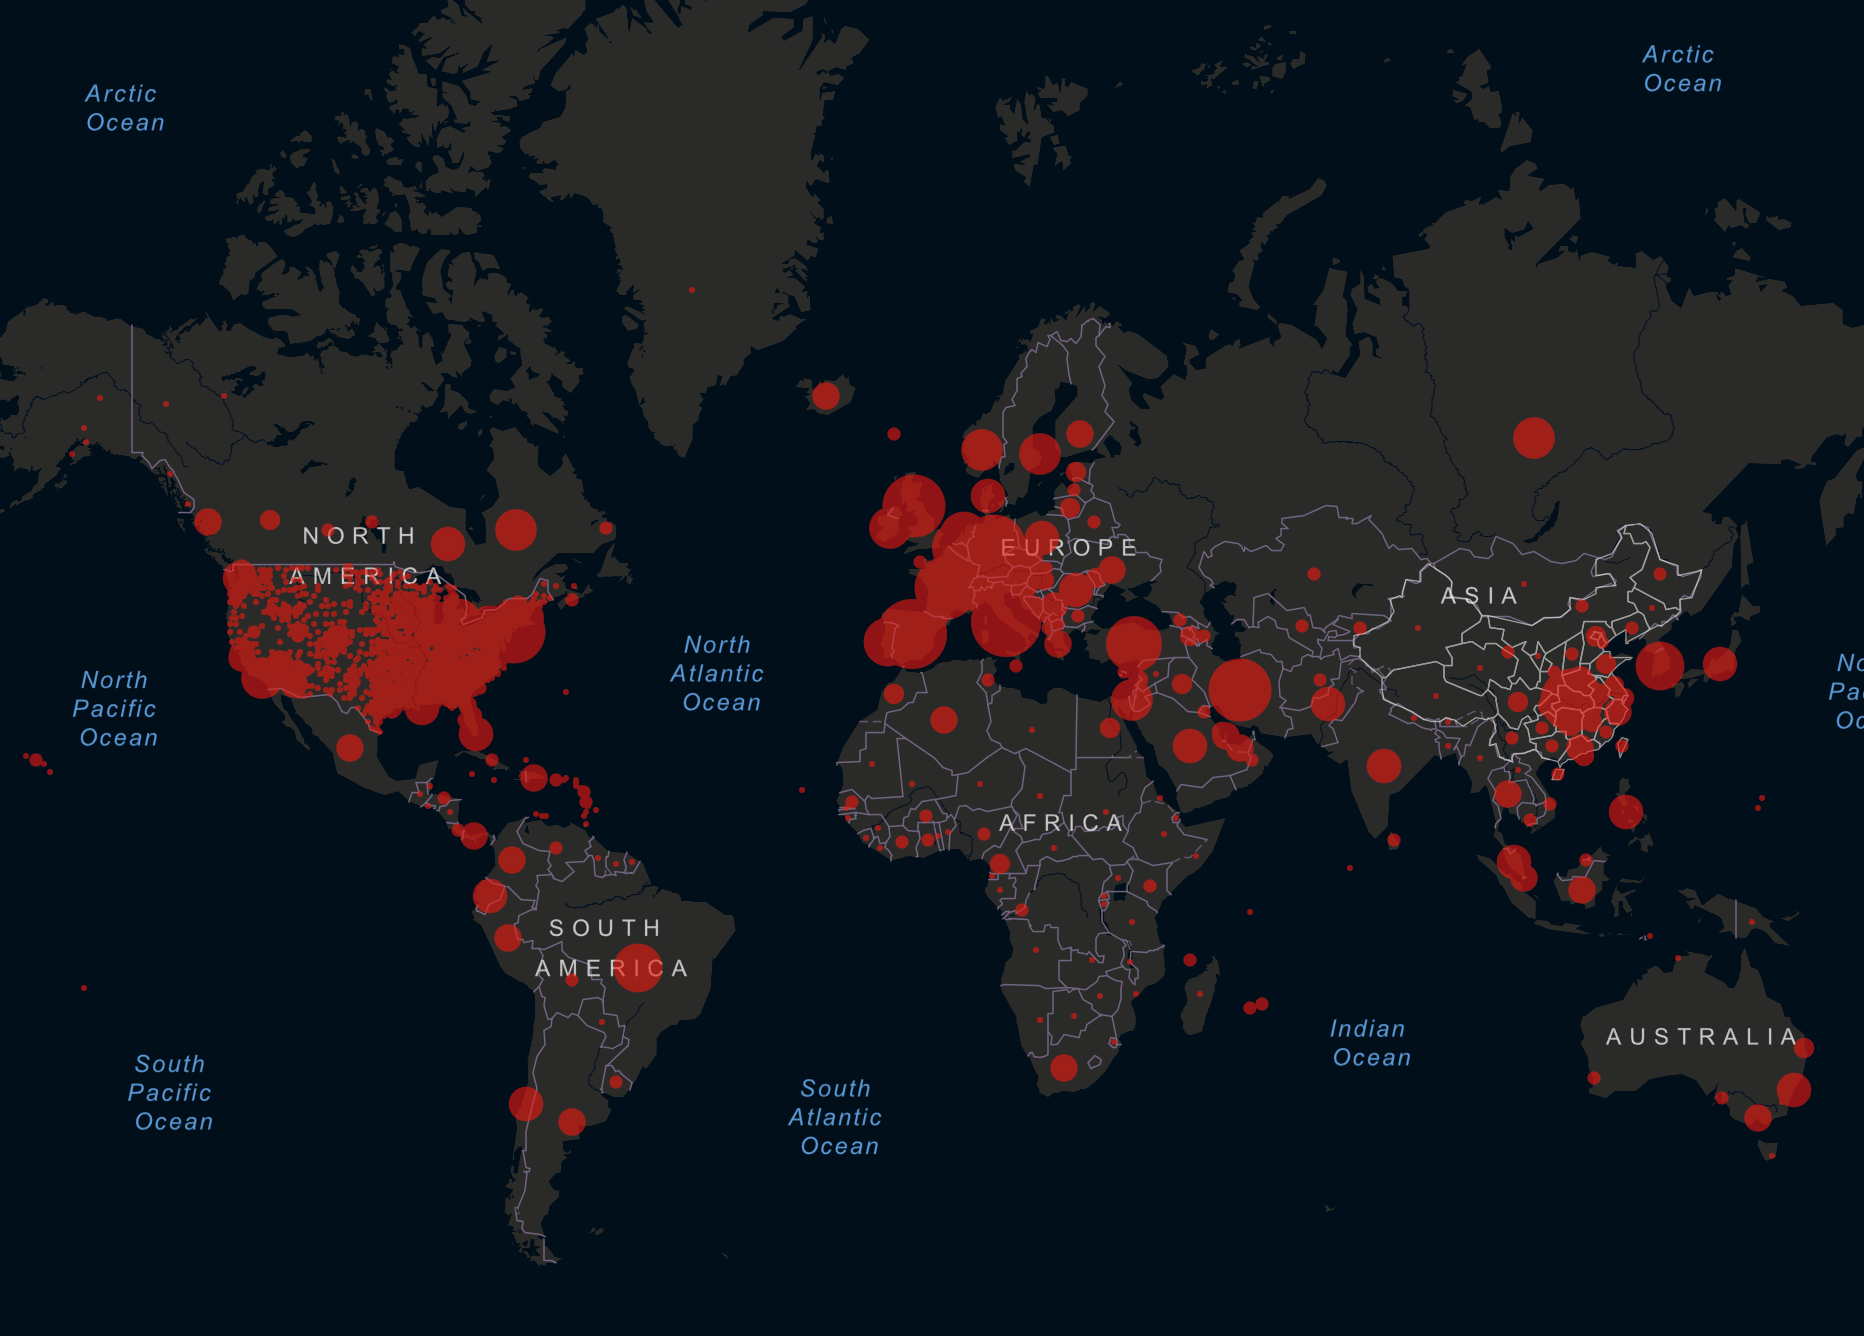 Arctic
Ocean
Arctic
Ocean
NORTH
AMERICA
EUROPE
ASIA
North
Pacific
Ocean
North
Atlantic
Ocean
No
Pa
Oc
AFRICA
SOUTH
AMERICA
South
Pacific
Ocean
South
Atlantic
Ocean
Indian
Ocean
AUSTRALIA